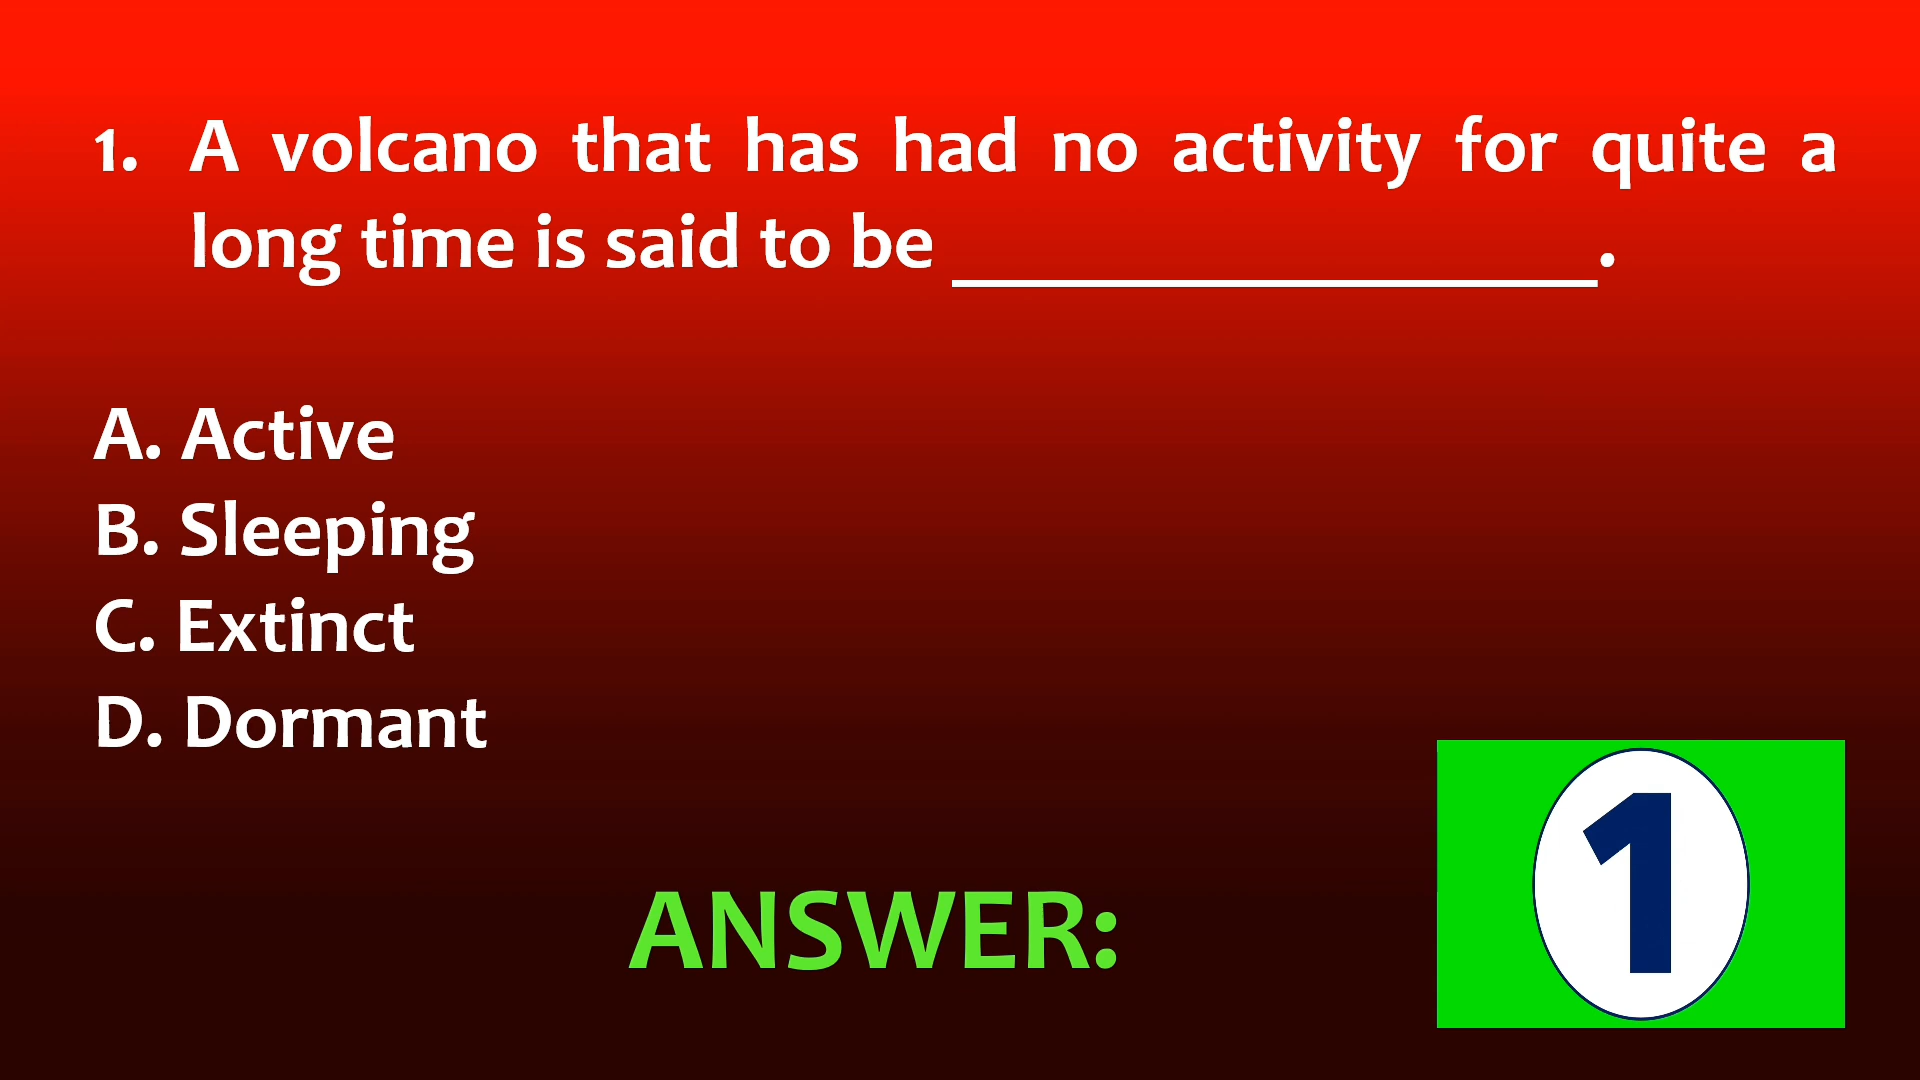 1. A volcano that has had no activity for quite a
long time is said to be ____________________.
A. Active
B. Sleeping
C. Extinct
D. Dormant
ANSWER:
1